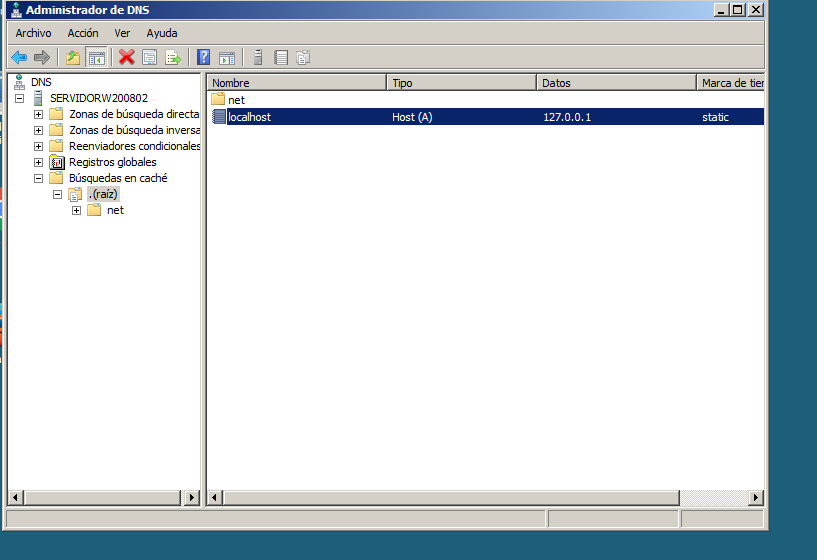 Administrador de DNS
Archivo Acción Ver Ayuda
DNS
SERVIDORW200802
Zonas de búsqueda directa
Zonas de búsqueda inversa
Reenviadores condicionales
Registros globales
Búsquedas en caché
.(raíz)
net
Nombre Tipo Datos Marca de tier
net
localhost Host (A) 127.0.0.1 static